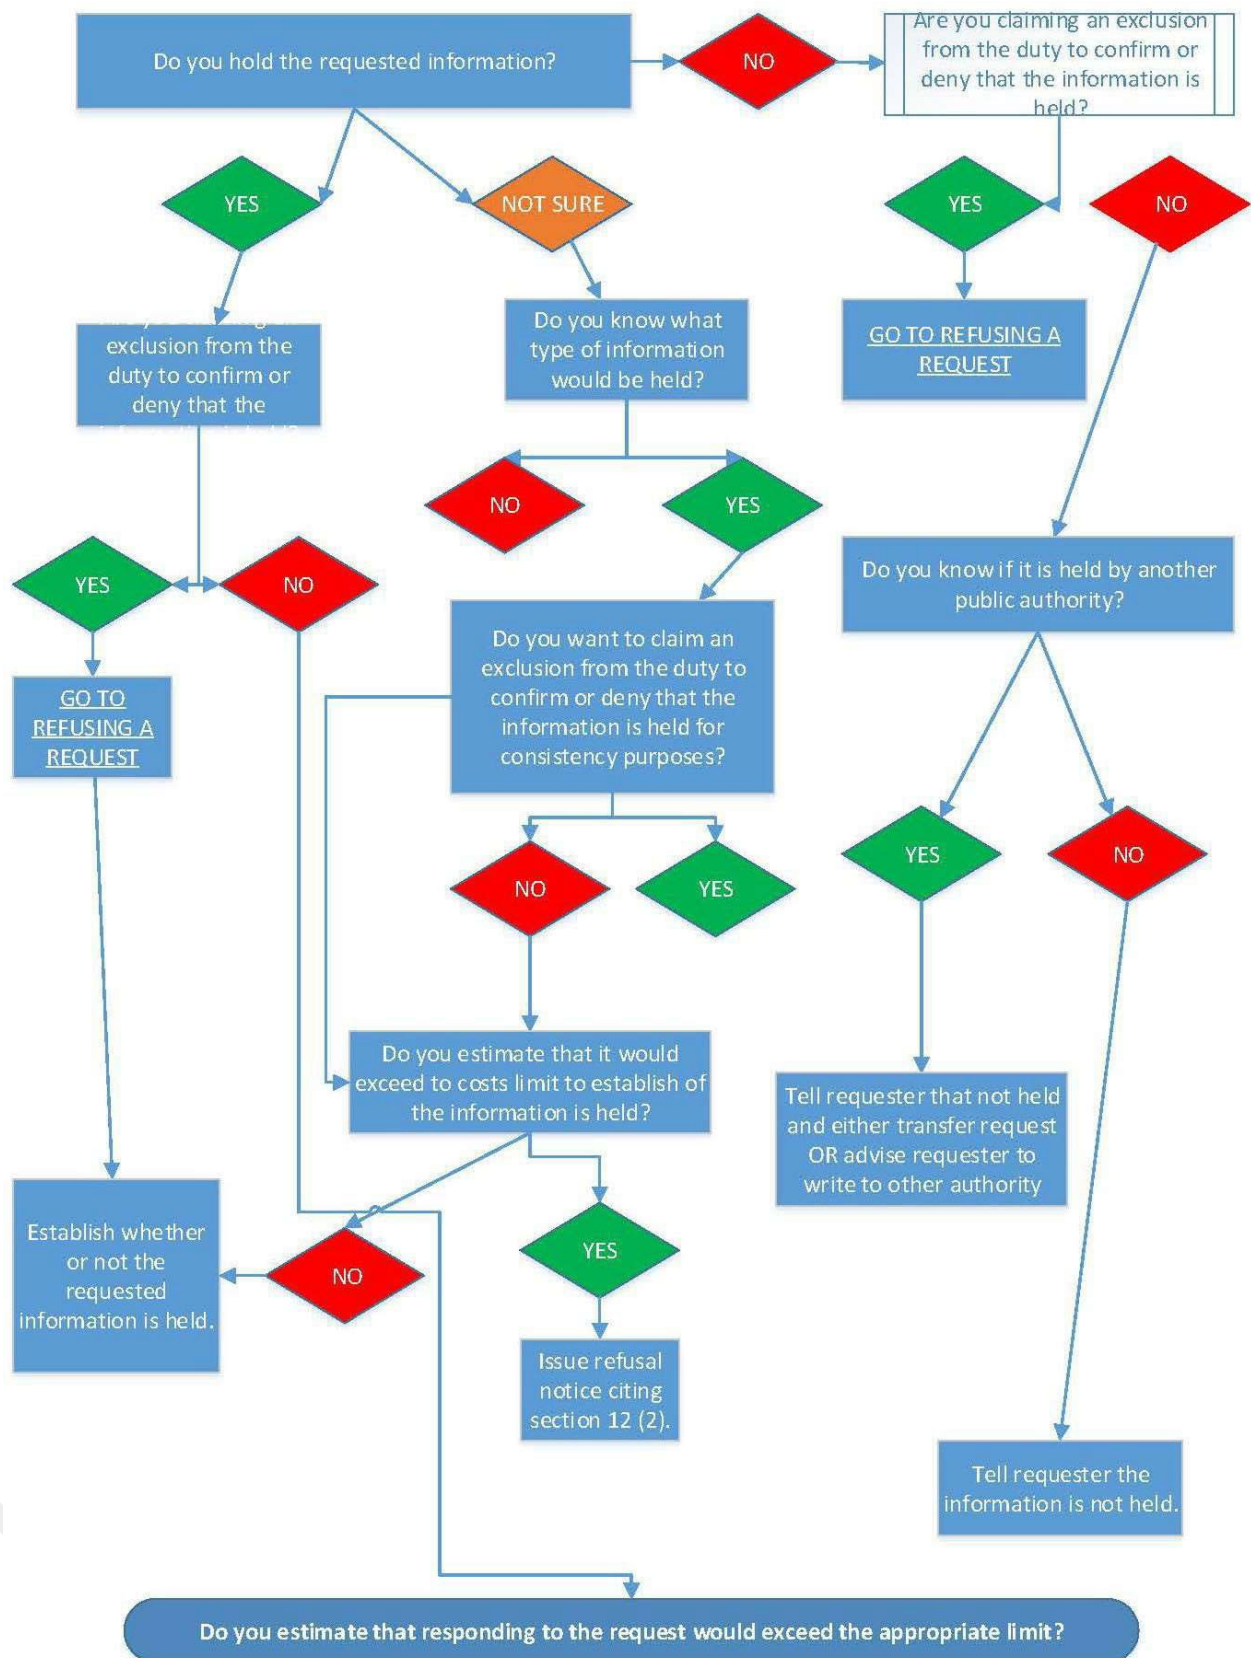 Do you hold the requested information?
NO
Are you claiming an exclusion
from the duty to confirm or
deny that the information is
held?
YES
NOT SURE
YES
NO
exclusion from the
duty to confirm or
deny that the
Do you know what
type of information
would be held?
GO TO REFUSING A
REQUEST
NO
YES
YES
NO
Do you know if it is held by another
public authority?
GO TO
REFUSING A
REQUEST
Do you want to claim an
exclusion from the duty to
confirm or deny that the
information is held for
consistency purposes?
NO
YES
YES
NO
Do you estimate that it would
exceed to costs limit to establish of
the information is held?
Tell requester that not held
and either transfer request
OR advise requester to
write to other authority
Establish whether
or not the
requested
information is held.
NO
YES
Issue refusal
notice citing
section 12 (2).
Tell requester the
information is not held.
Do you estimate that responding to the request would exceed the appropriate limit?